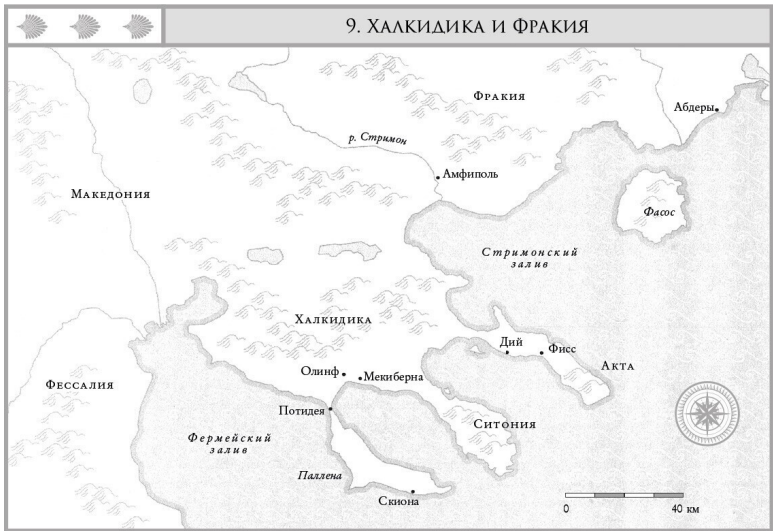 9. Халкидика и Фракия
Фракия
Абдеры
р. Стримон
Амфиполь
Македония
Фасос
Стримонский
залив
Халкидика
Дий
Фисс
Акта
Олинф
Мекиберна
Фессалия
Потидея
Ситония
Фермейский
залив
Паллена
Скиона
0
40 км